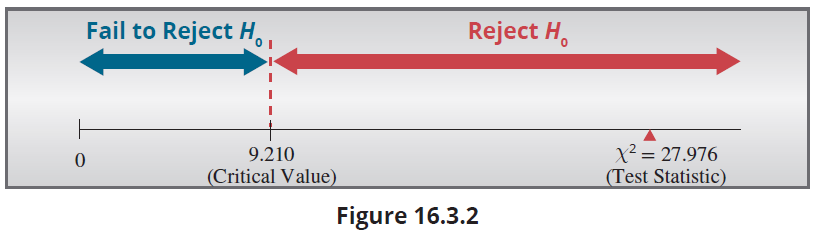 Fail to Reject H₀
Reject H₀
0
9.210
(Critical Value)
χ² = 27.976
(Test Statistic)
Figure 16.3.2